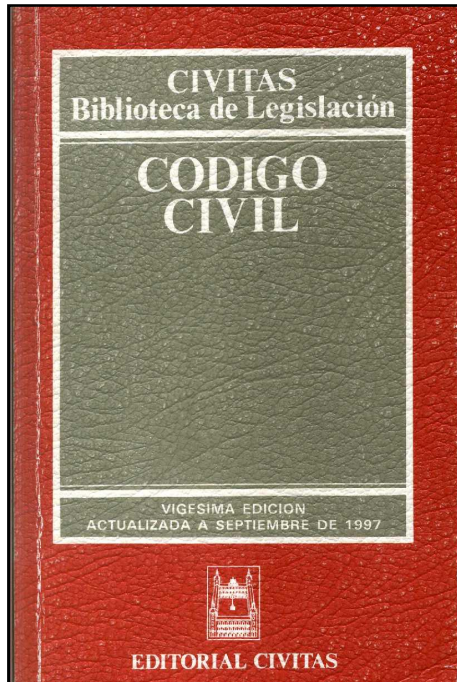 CIVITAS
Biblioteca de Legislación
CODIGO
CIVIL
VIGESIMA EDICION
ACTUALIZADA A SEPTIEMBRE DE 1997
EDITORIAL CIVITAS